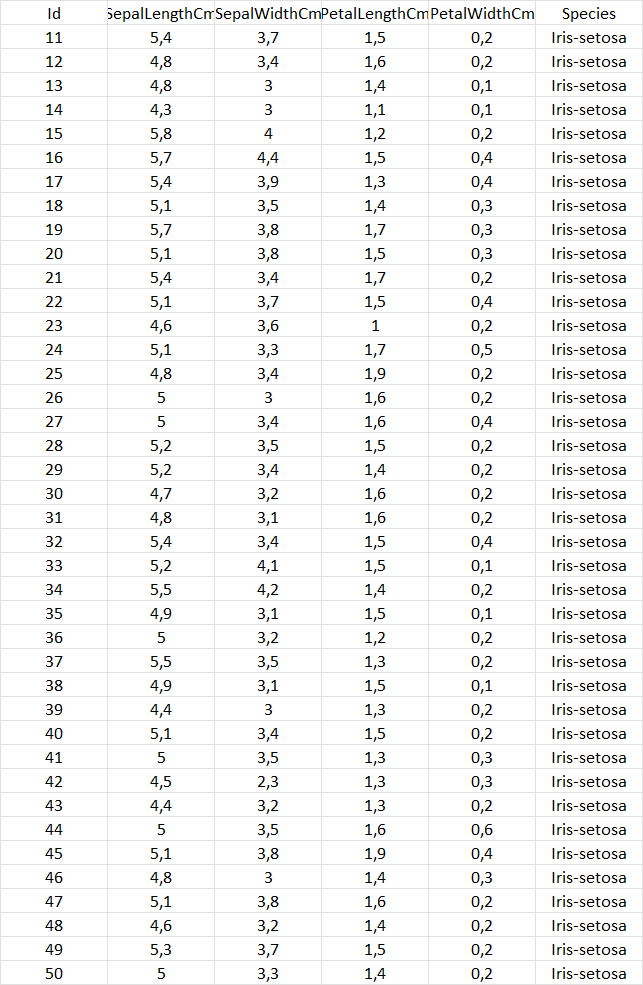 Id SepalLengthCm SepalWidthCm PetalLengthCm PetalWidthCm Species
11 5,4 3,7 1,5 0,2 Iris-setosa
12 4,8 3,4 1,6 0,2 Iris-setosa
13 4,8 3 1,4 0,1 Iris-setosa
14 4,3 3 1,1 0,1 Iris-setosa
15 5,8 4 1,2 0,2 Iris-setosa
16 5,7 4,4 1,5 0,4 Iris-setosa
17 5,4 3,9 1,3 0,4 Iris-setosa
18 5,1 3,5 1,4 0,3 Iris-setosa
19 5,7 3,8 1,7 0,3 Iris-setosa
20 5,1 3,8 1,5 0,3 Iris-setosa
21 5,4 3,4 1,7 0,2 Iris-setosa
22 5,1 3,7 1,5 0,4 Iris-setosa
23 4,6 3,6 1 0,2 Iris-setosa
24 5,1 3,3 1,7 0,5 Iris-setosa
25 4,8 3,4 1,9 0,2 Iris-setosa
26 5 3 1,6 0,2 Iris-setosa
27 5 3,4 1,6 0,4 Iris-setosa
28 5,2 3,5 1,5 0,2 Iris-setosa
29 5,2 3,4 1,4 0,2 Iris-setosa
30 4,7 3,2 1,6 0,2 Iris-setosa
31 4,8 3,1 1,6 0,2 Iris-setosa
32 5,4 3,4 1,5 0,4 Iris-setosa
33 5,2 4,1 1,5 0,1 Iris-setosa
34 5,5 4,2 1,4 0,2 Iris-setosa
35 4,9 3,1 1,5 0,1 Iris-setosa
36 5 3,2 1,2 0,2 Iris-setosa
37 5,5 3,5 1,3 0,2 Iris-setosa
38 4,9 3,1 1,5 0,1 Iris-setosa
39 4,4 3 1,3 0,2 Iris-setosa
40 5,1 3,4 1,5 0,2 Iris-setosa
41 5 3,5 1,3 0,3 Iris-setosa
42 4,5 2,3 1,3 0,3 Iris-setosa
43 4,4 3,2 1,3 0,2 Iris-setosa
44 5 3,5 1,6 0,6 Iris-setosa
45 5,1 3,8 1,9 0,4 Iris-setosa
46 4,8 3 1,4 0,3 Iris-setosa
47 5,1 3,8 1,6 0,2 Iris-setosa
48 4,6 3,2 1,4 0,2 Iris-setosa
49 5,3 3,7 1,5 0,2 Iris-setosa
50 5 3,3 1,4 0,2 Iris-setosa